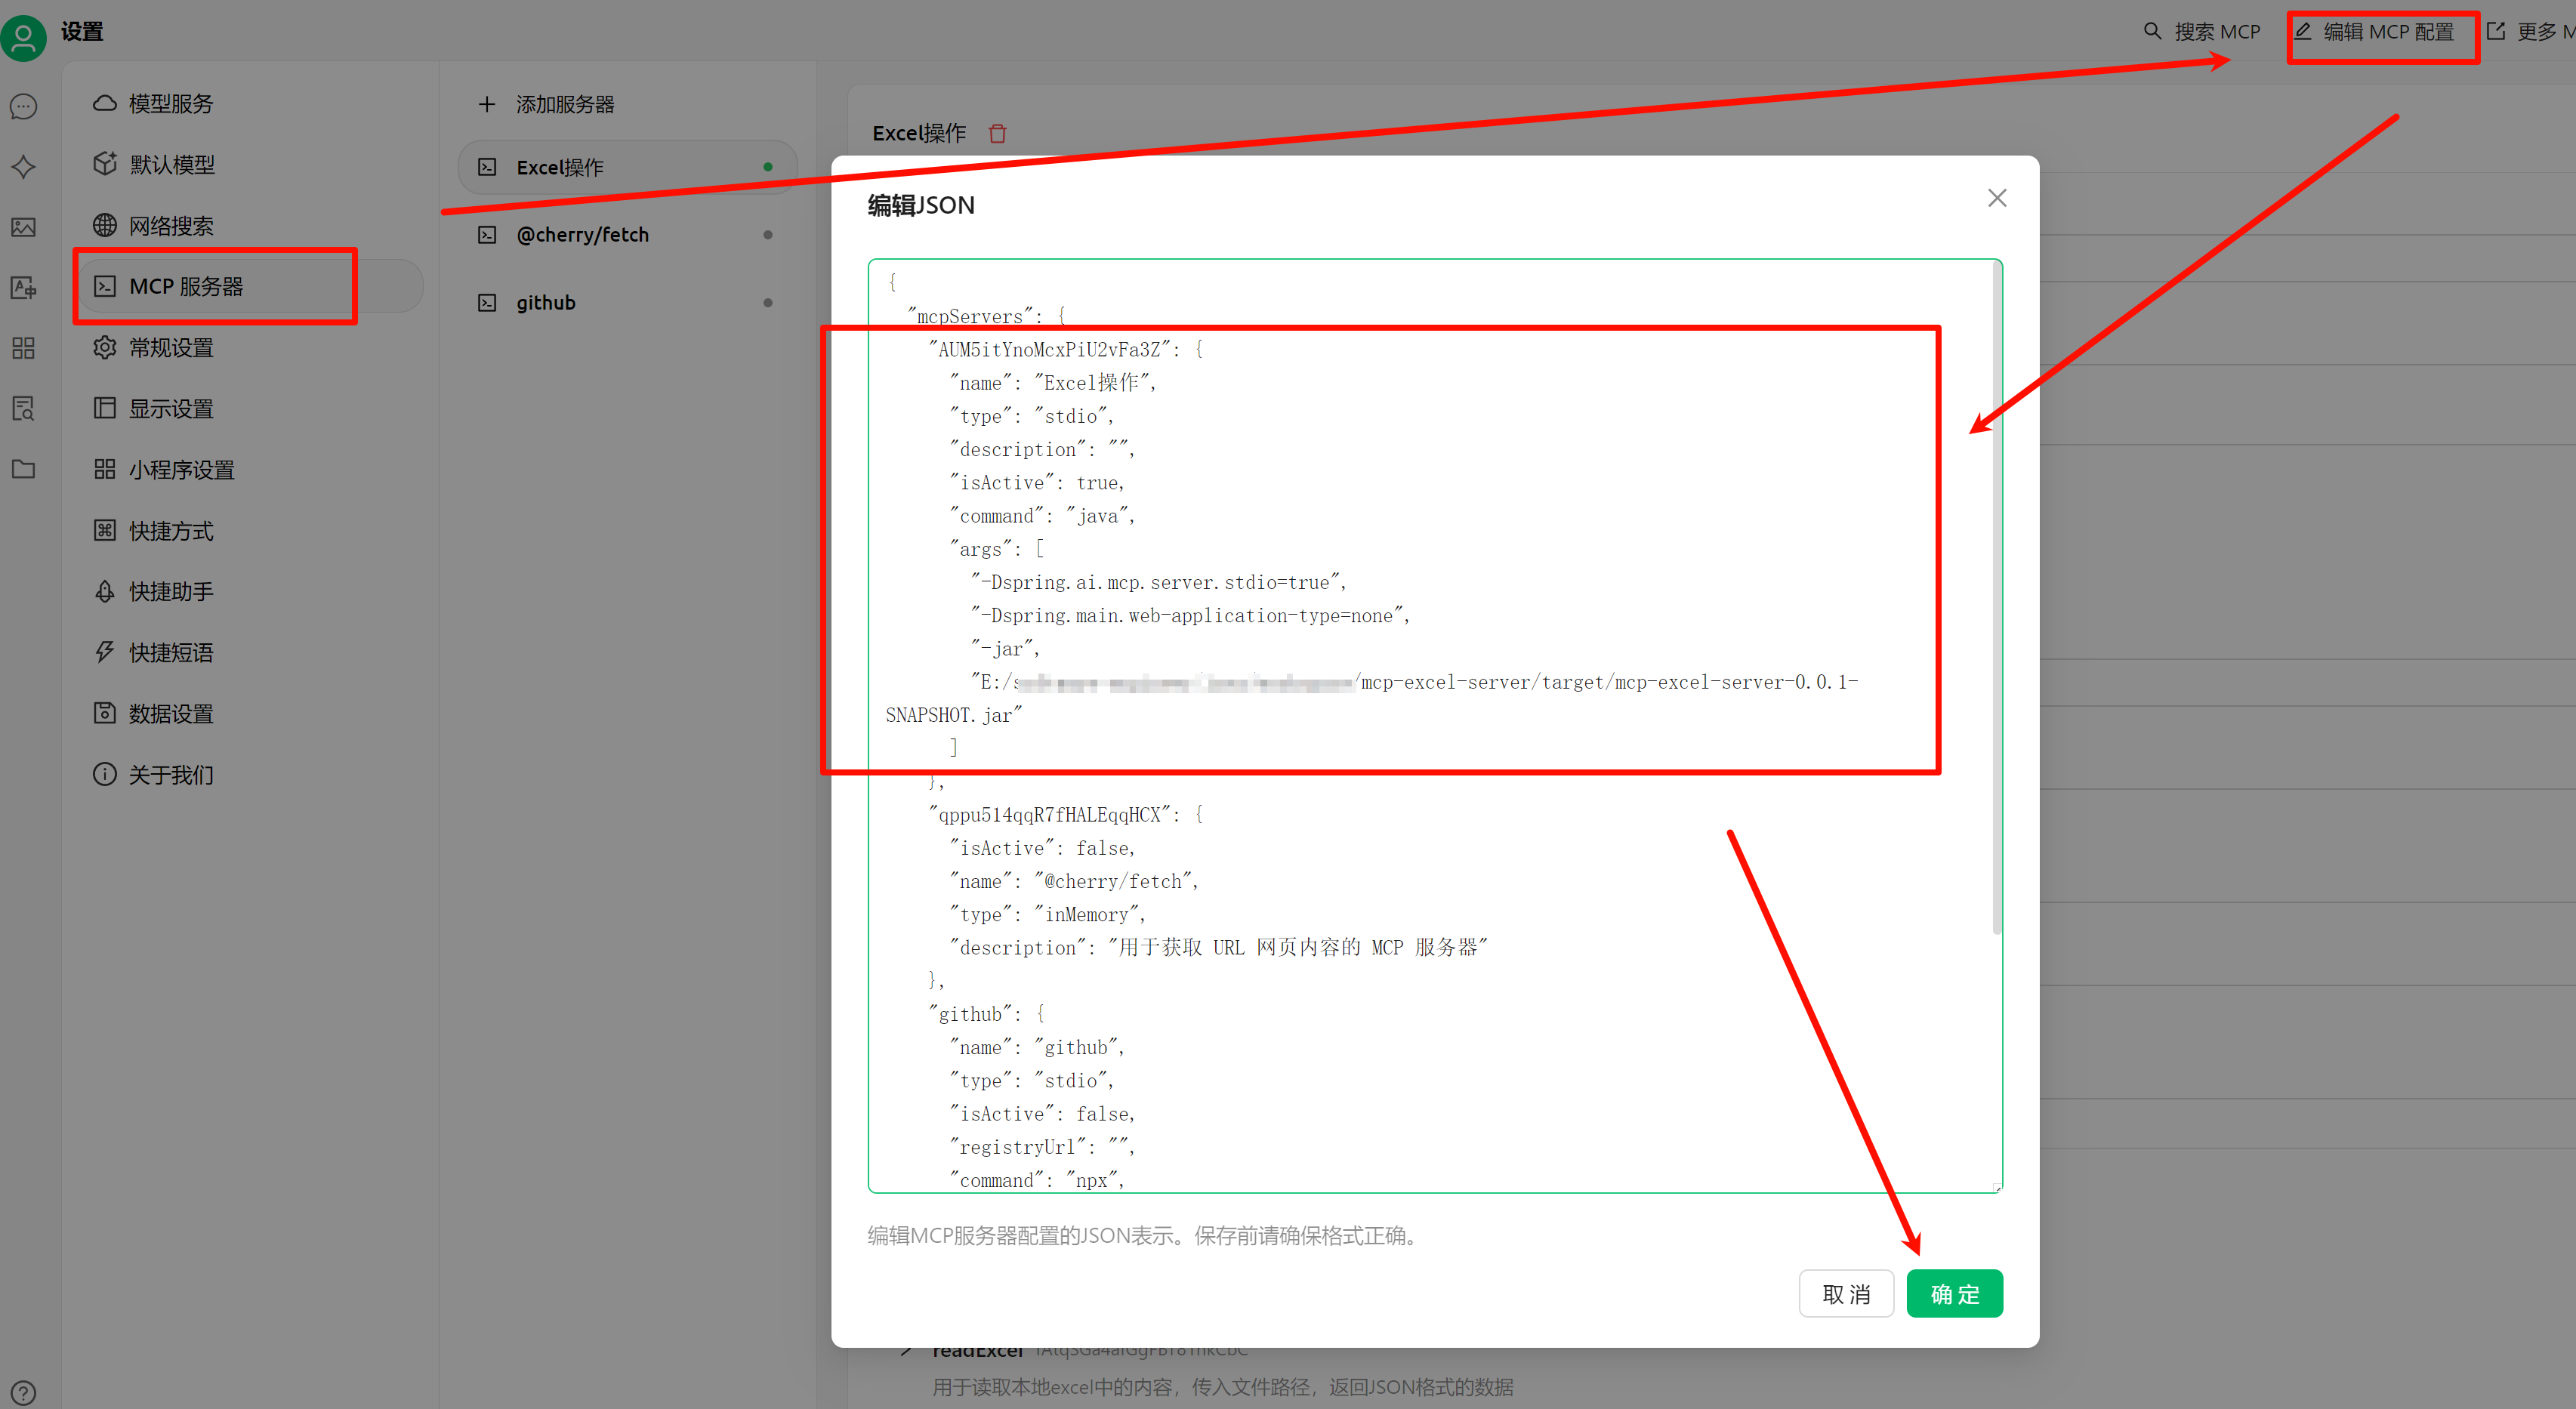 设置
搜索 MCP
编辑 MCP 配置
更多 M
模型服务
默认模型
网络搜索
MCP 服务器
常规设置
显示设置
小程序设置
快捷方式
快捷助手
快捷短语
数据设置
关于我们
添加服务器
Excel操作
@cherry/fetch
github
Excel操作
编辑JSON
{
"mcpServers": {
"AUM5itYnoMcxPiU2vFa3Z": {
"name": "Excel操作",
"type": "stdio",
"description": "",
"isActive": true,
"command": "java",
"args": [
"-Dspring.ai.mcp.server.stdio=true",
"-Dspring.main.web-application-type=none",
"-jar",
"E:/s /mcp-excel-server/target/mcp-excel-server-0.0.1-
SNAPSHOT.jar"
]
},
"qppu514qqR7fHALEqqHCX": {
"isActive": false,
"name": "@cherry/fetch",
"type": "inMemory",
"description": "用于获取 URL 网页内容的 MCP 服务器"
},
"github": {
"name": "github",
"type": "stdio",
"isActive": false,
"registryUrl": "",
"command": "npx",
编辑MCP服务器配置的JSON表示。保存前请确保格式正确。
取消
确定
readExcel
用于读取本地excel中的内容，传入文件路径，返回JSON格式的数据